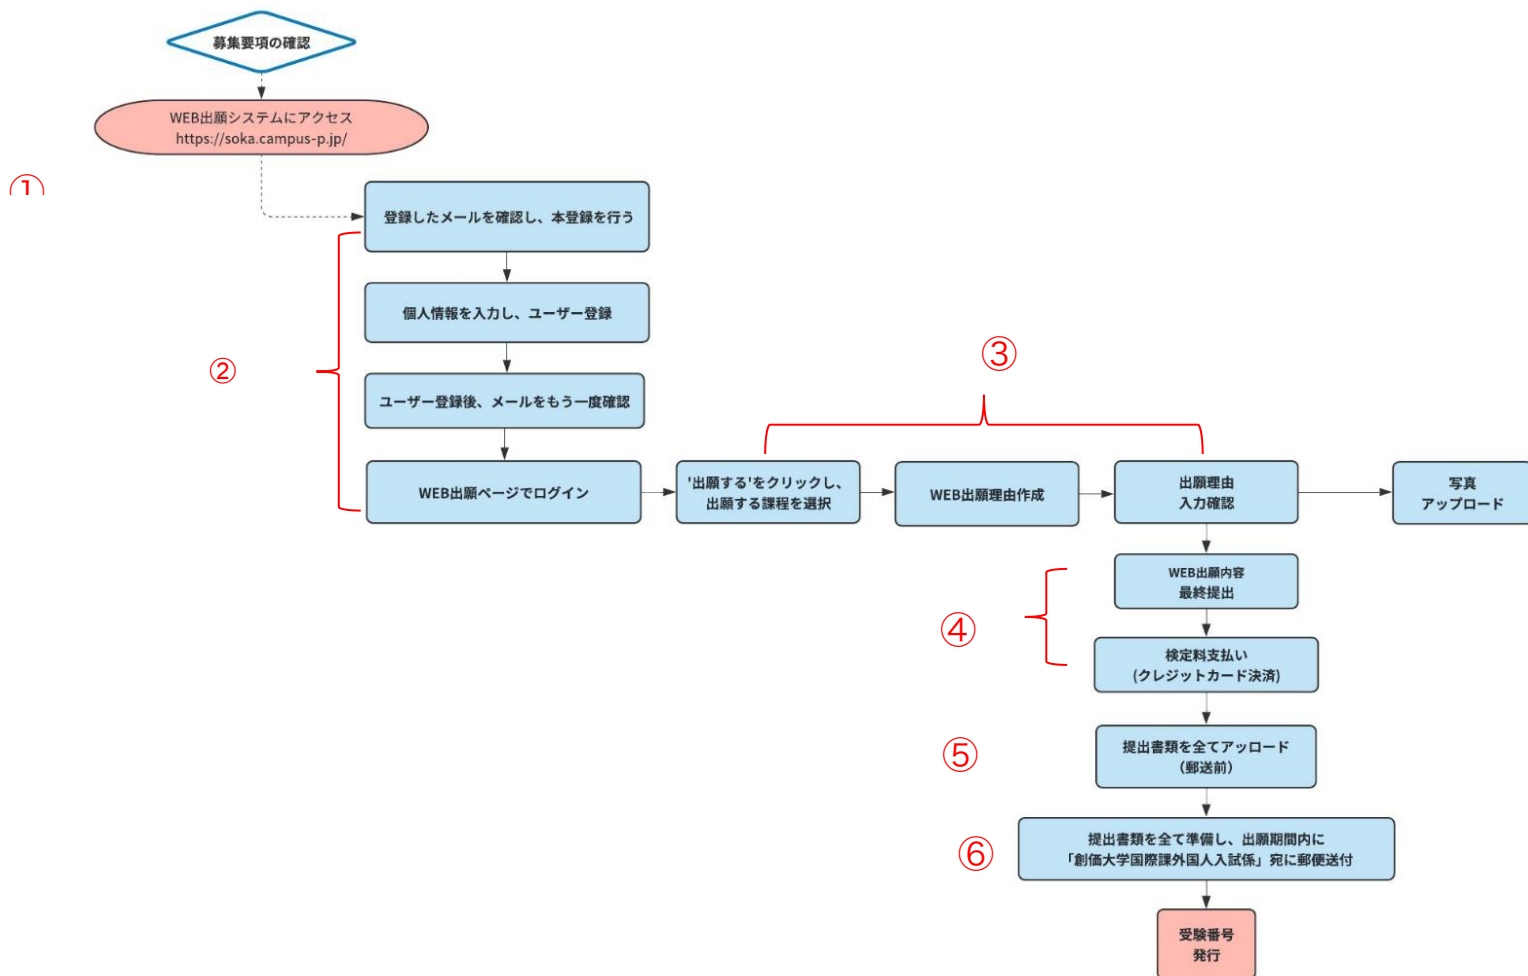 募集要項の確認
WEB出願システムにアクセス
https://soka.campus-p.jp/
①
登録したメールを確認し、本登録を行う
個人情報を入力し、ユーザー登録
②
ユーザー登録後、メールをもう一度確認
WEB出願ページでログイン
③
'出願する'をクリックし、
出願する課程を選択
WEB出願理由作成
出願理由
入力確認
写真
アップロード
④
WEB出願内容
最終提出
検定料支払い
(クレジットカード決済)
⑤
提出書類を全てアッロード
（郵送前）
⑥
提出書類を全て準備し、出願期間内に
「創価大学国際課外国人入試係」宛に郵便送付
受験番号
発行